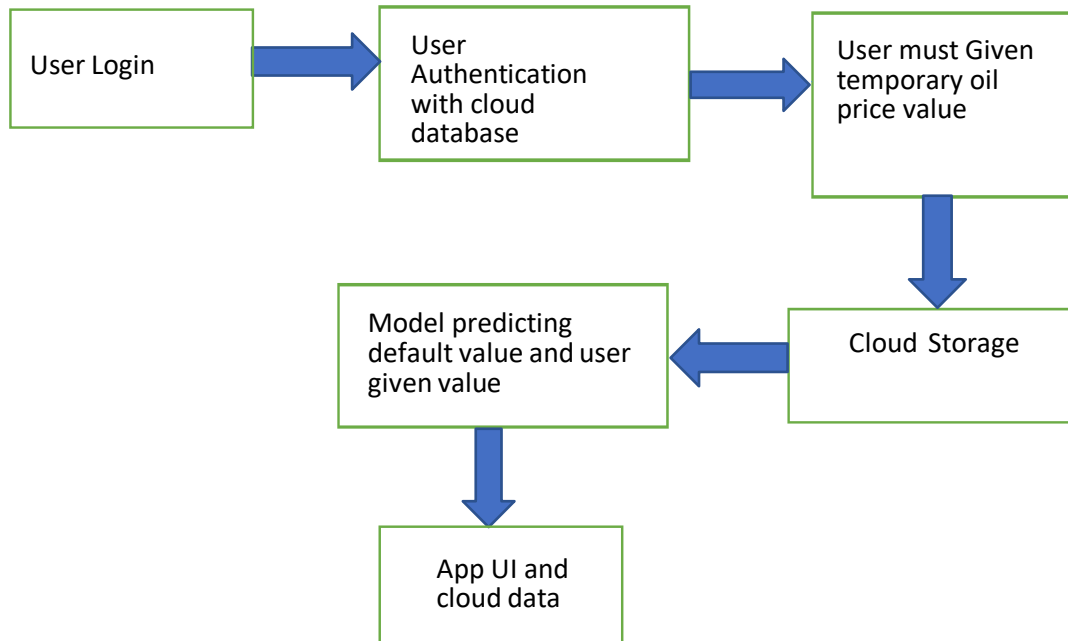 User Login
User
Authentication
with cloud
database
User must Given
temporary oil
price value
Cloud Storage
Model predicting
default value and user
given value
App UI and
cloud data